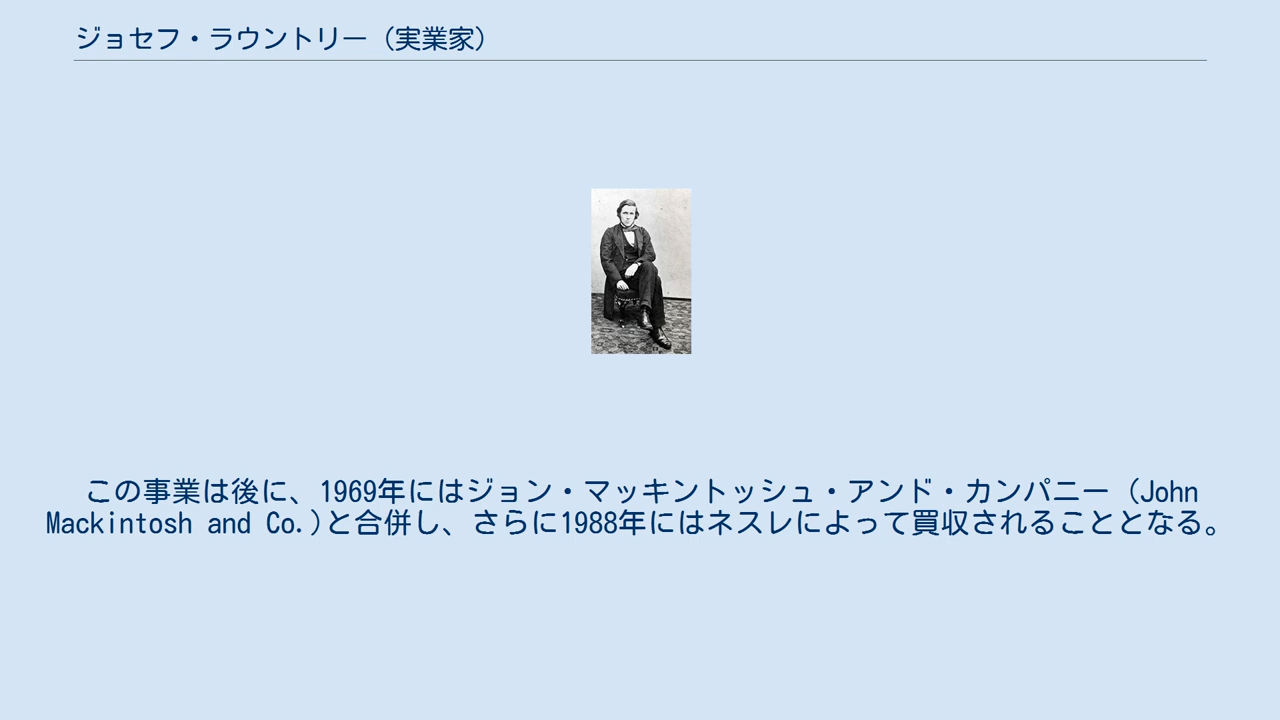 ジョセフ・ラウントリー（実業家）
この事業は後に、1969年にはジョン・マッキントッシュ・アンド・カンパニー（John
Mackintosh and Co.)と合併し、さらに1988年にはネスレによって買収されることとなる。